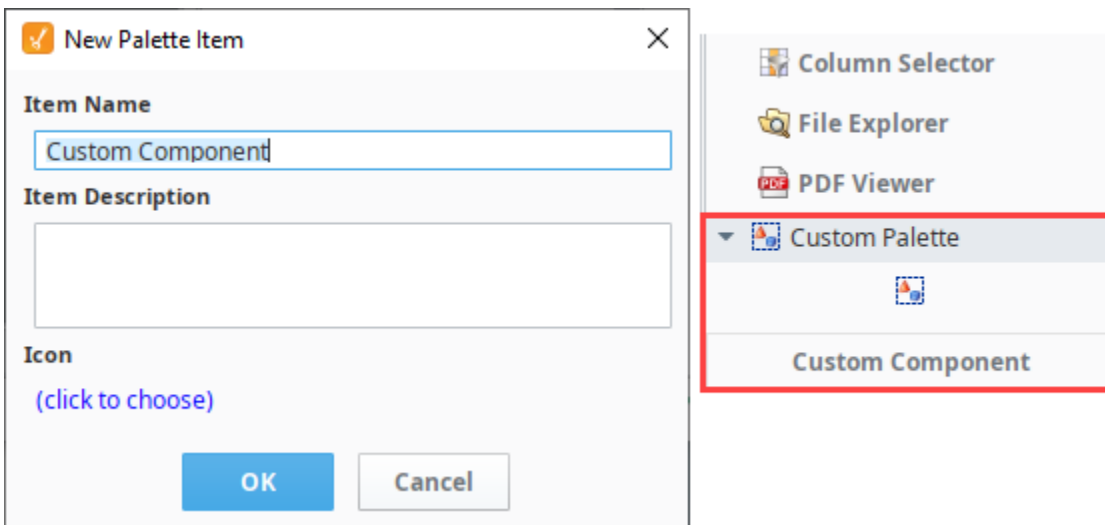 New Palette Item
Item Name
Custom Component
Item Description
Icon
(click to choose)
OK
Cancel
Column Selector
File Explorer
PDF
PDF Viewer
Custom Palette
Custom Component